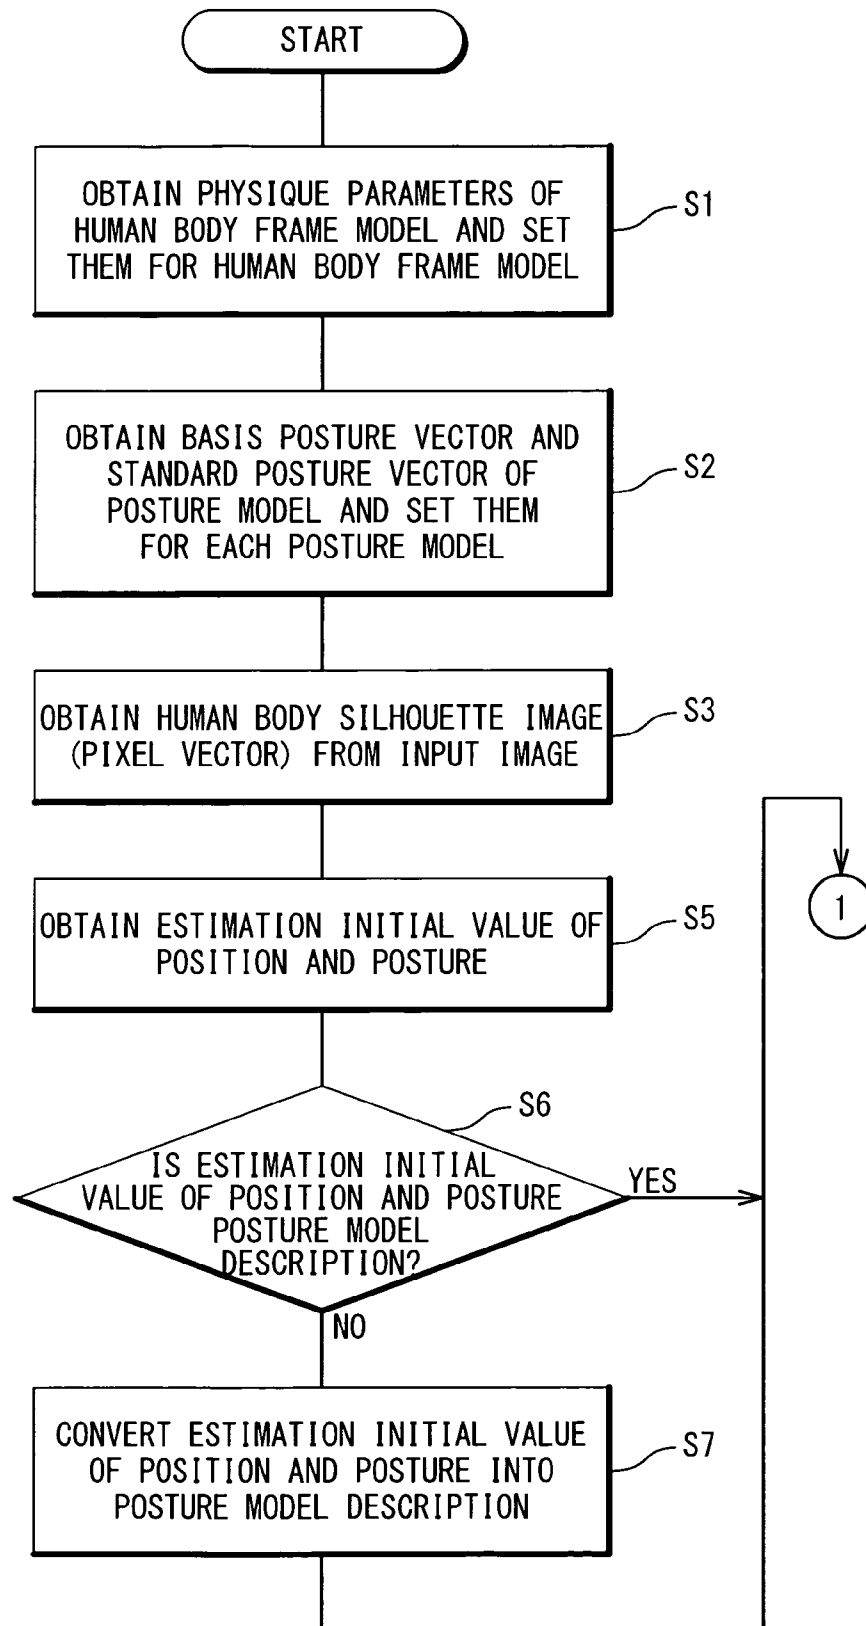 START
OBTAIN PHYSIQUE PARAMETERS OF
HUMAN BODY FRAME MODEL AND SET
THEM FOR HUMAN BODY FRAME MODEL
S1
OBTAIN BASIS POSTURE VECTOR AND
STANDARD POSTURE VECTOR OF
POSTURE MODEL AND SET THEM
FOR EACH POSTURE MODEL
S2
OBTAIN HUMAN BODY SILHOUETTE IMAGE
(PIXEL VECTOR) FROM INPUT IMAGE
S3
1
OBTAIN ESTIMATION INITIAL VALUE OF
POSITION AND POSTURE
S5
S6
IS ESTIMATION INITIAL
VALUE OF POSITION AND POSTURE
POSTURE MODEL
DESCRIPTION?
YES
NO
CONVERT ESTIMATION INITIAL VALUE
OF POSITION AND POSTURE INTO
POSTURE MODEL DESCRIPTION
S7